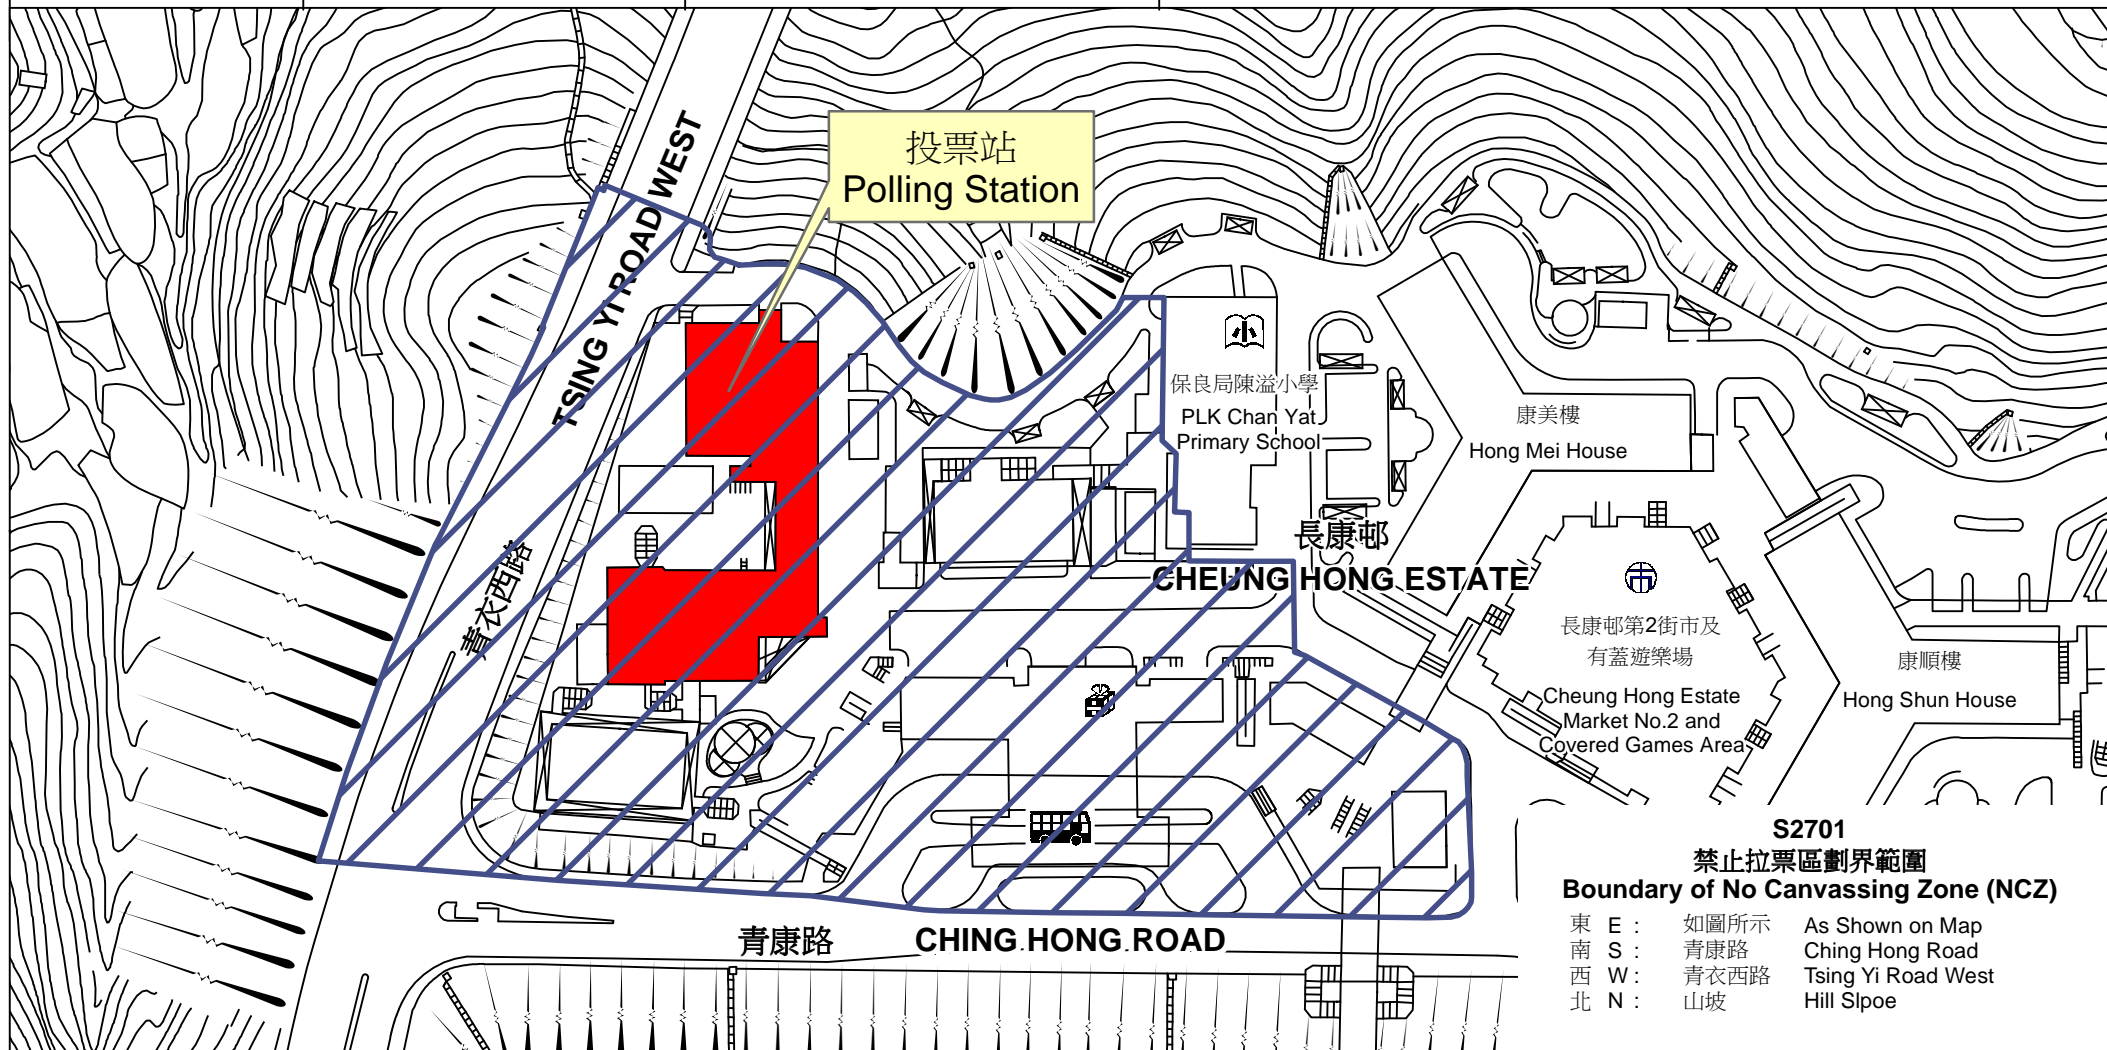 投票站
Polling Station
TSING YI ROAD WEST
青衣西路
保良局陳溢小學
PLK Chan Yat
Primary School
康美樓
Hong Mei House
長康邨
CHEUNG HONG ESTATE
長康邨第2街市及
有蓋遊樂場
Cheung Hong Estate
Market No.2 and
Covered Games Area
康順樓
Hong Shun House
青康路 CHING HONG ROAD
S2701
禁止拉票區劃界範圍
Boundary of No Canvassing Zone (NCZ)
東 E : 如圖所示 As Shown on Map
南 S : 青康路 Ching Hong Road
西 W : 青衣西路 Tsing Yi Road West
北 N : 山坡 Hill Slpoe